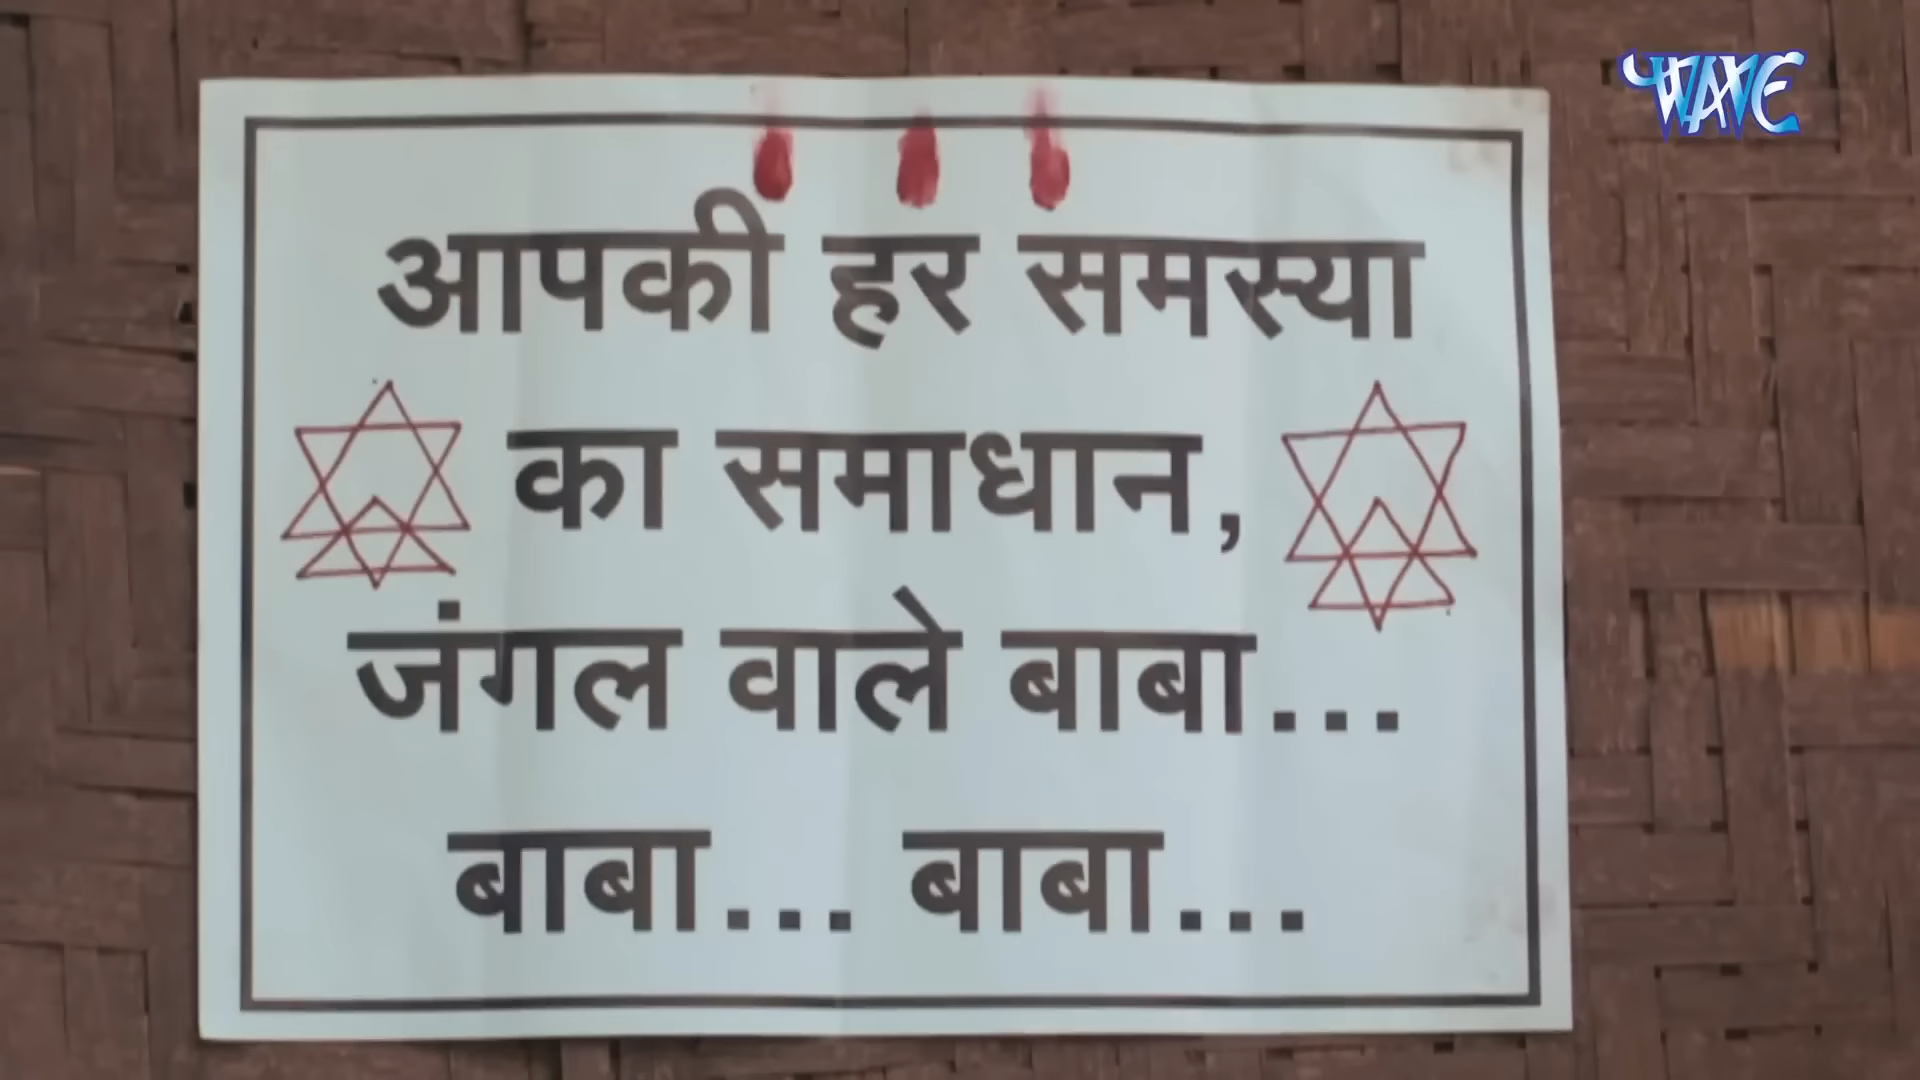 WAVE
आपकी हर समस्या
का समाधान,
जंगल वाले बाबा...
बाबा... बाबा...